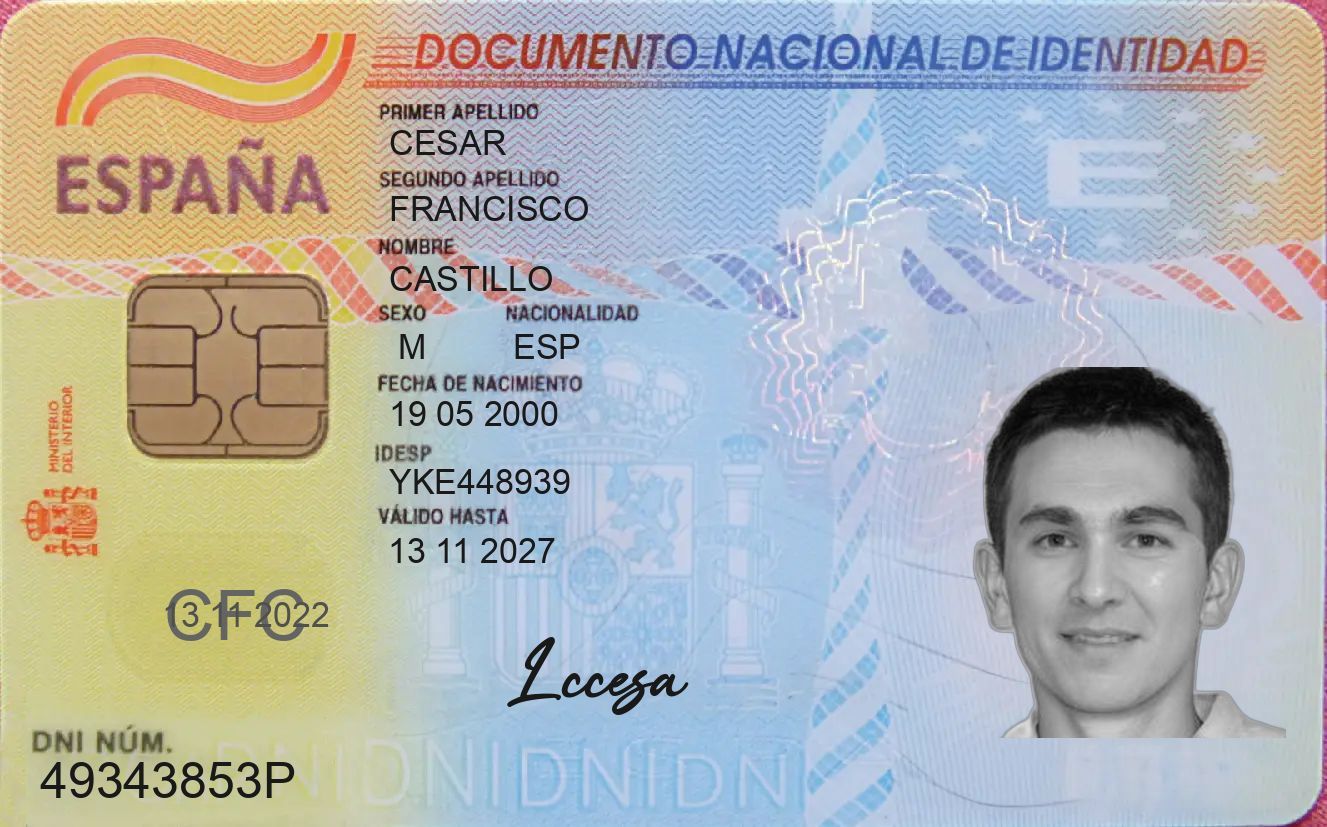 DOCUMENTO NACIONAL DE IDENTIDAD
ESPAÑA
PRIMER APELLIDO
CESAR
SEGUNDO APELLIDO
FRANCISCO
NOMBRE
CASTILLO
SEXO NACIONALIDAD
M ESP
FECHA DE NACIMIENTO
19 05 2000
IDESP
YKE448939
VÁLIDO HASTA
13 11 2027
MINISTERIO
DEL INTERIOR
E
CFC
13 11 2022
Lccesa
DNI NÚM.
49343853P
DNIDNIDNIDNI